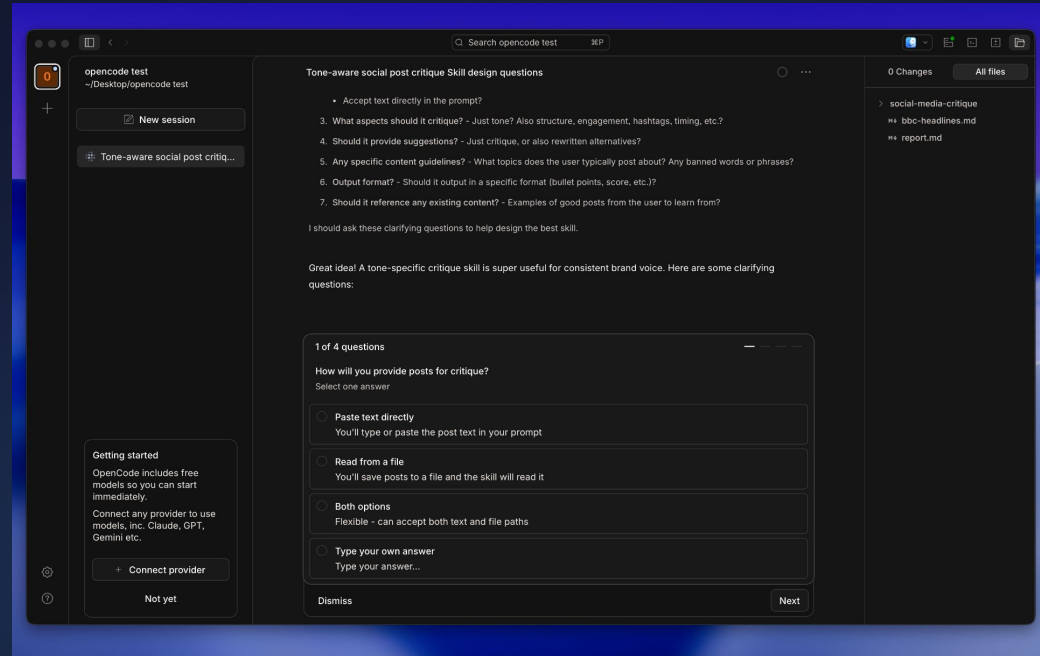 Search opencode test ⌘P
O
opencode test
~/Desktop/opencode test
New session
Tone-aware social post critiq...
Getting started
OpenCode includes free
models so you can start
immediately.
Connect any provider to use
models, inc. Claude, GPT,
Gemini etc.
+ Connect provider
Not yet
Tone-aware social post critique Skill design questions
• Accept text directly in the prompt?
3. What aspects should it critique? - Just tone? Also structure, engagement, hashtags, timing, etc.?
4. Should it provide suggestions? - Just critique, or also rewritten alternatives?
5. Any specific content guidelines? - What topics does the user typically post about? Any banned words or phrases?
6. Output format? - Should it output in a specific format (bullet points, score, etc.)?
7. Should it reference any existing content? - Examples of good posts from the user to learn from?
I should ask these clarifying questions to help design the best skill.
Great idea! A tone-specific critique skill is super useful for consistent brand voice. Here are some clarifying
questions:
1 of 4 questions
How will you provide posts for critique?
Select one answer
Paste text directly
You'll type or paste the post text in your prompt
Read from a file
You'll save posts to a file and the skill will read it
Both options
Flexible - can accept both text and file paths
Type your own answer
Type your answer...
Dismiss
Next
0 Changes
All files
social-media-critique
M↓ bbc-headlines.md
M↓ report.md